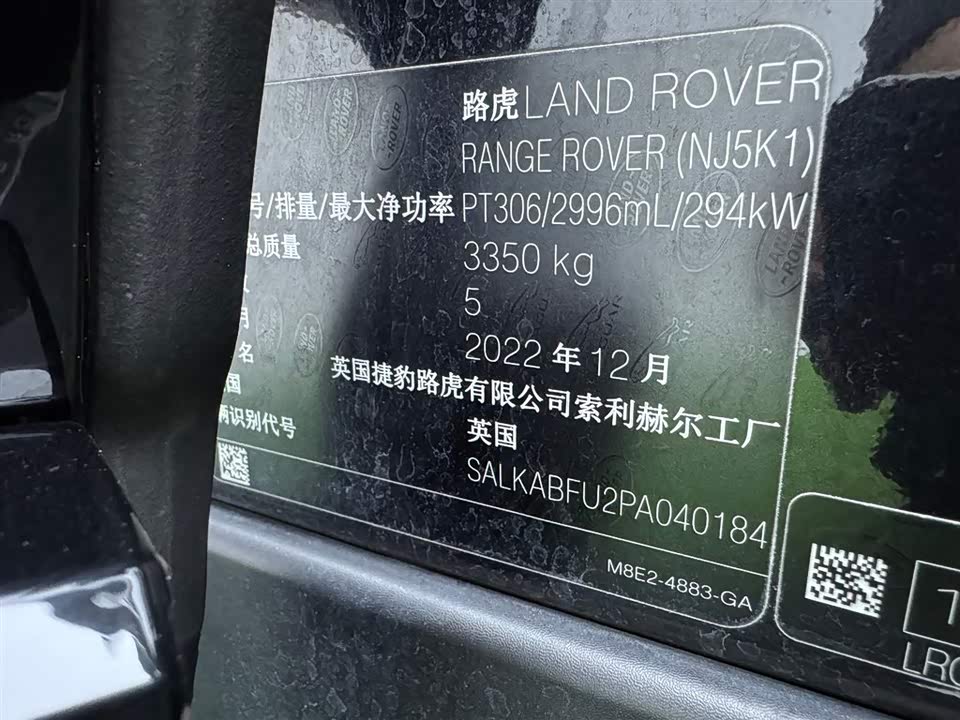 路虎LAND ROVER
RANGE ROVER (NJ5K1)
号/排量/最大净功率 PT306/2996mL/294kW
总质量 3350 kg
5
月 2022 年 12 月
名 英国捷豹路虎有限公司索利赫尔工厂
国 英国
辆识别代号 SALKABFU2PA040184
M8E2-4883-GA
1
LRC